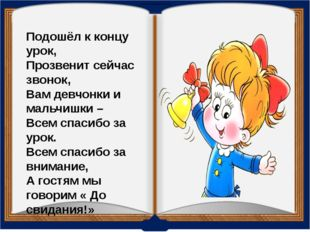 Подошёл к концу
урок,
Прозвенит сейчас
звонок,
Вам девчонки и
мальчишки –
Всем спасибо за
урок.
Всем спасибо за
внимание,
А гостям мы
говорим « До
свидания!»